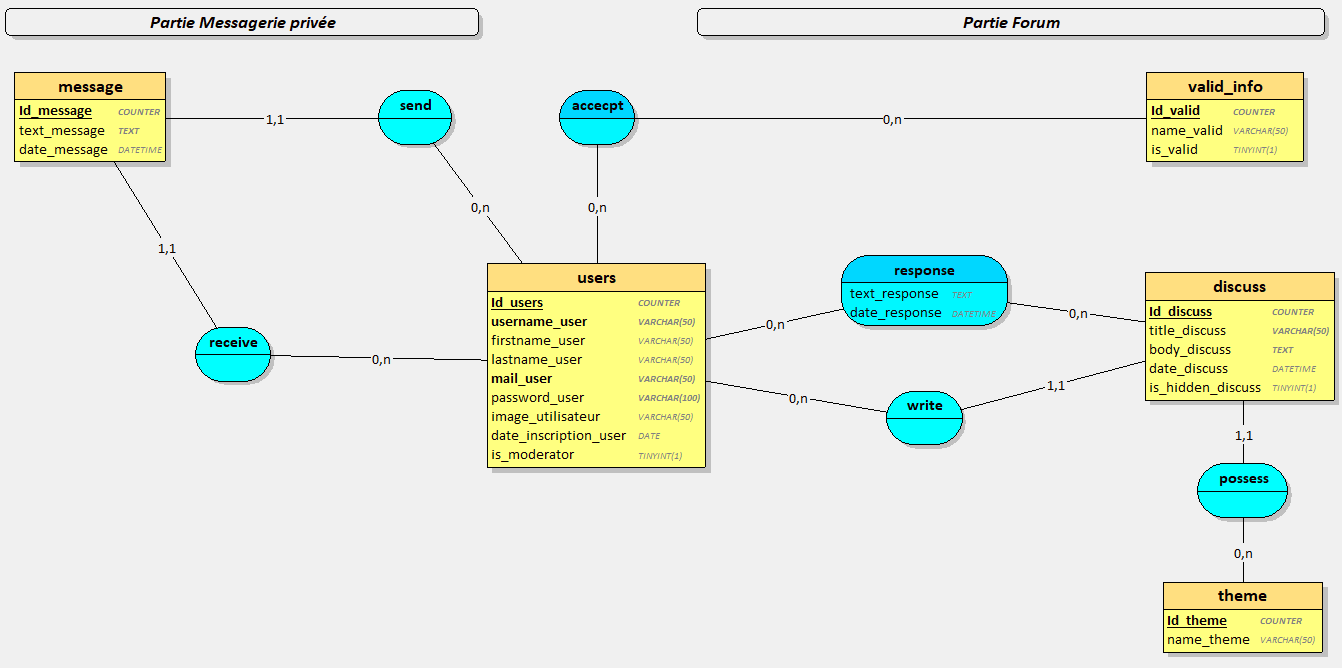 Partie Messagerie privée
Partie Forum
message
Id_message COUNTER
text_message TEXT
date_message DATETIME
1,1
send
accecpt
0,n
valid_info
Id_valid COUNTER
name_valid VARCHAR(50)
is_valid TINYINT(1)
1,1
0,n
0,n
users
Id_users COUNTER
username_user VARCHAR(50)
firstname_user VARCHAR(50)
lastname_user VARCHAR(50)
mail_user VARCHAR(50)
password_user VARCHAR(100)
image_utilisateur VARCHAR(50)
date_inscription_user DATE
is_moderator TINYINT(1)
receive
0,n
response
text_response TEXT
date_response DATETIME
0,n
0,n
discuss
Id_discuss COUNTER
title_discuss VARCHAR(50)
body_discuss TEXT
date_discuss DATETIME
is_hidden_discuss TINYINT(1)
0,n
write
1,1
1,1
possess
0,n
theme
Id_theme COUNTER
name_theme VARCHAR(50)